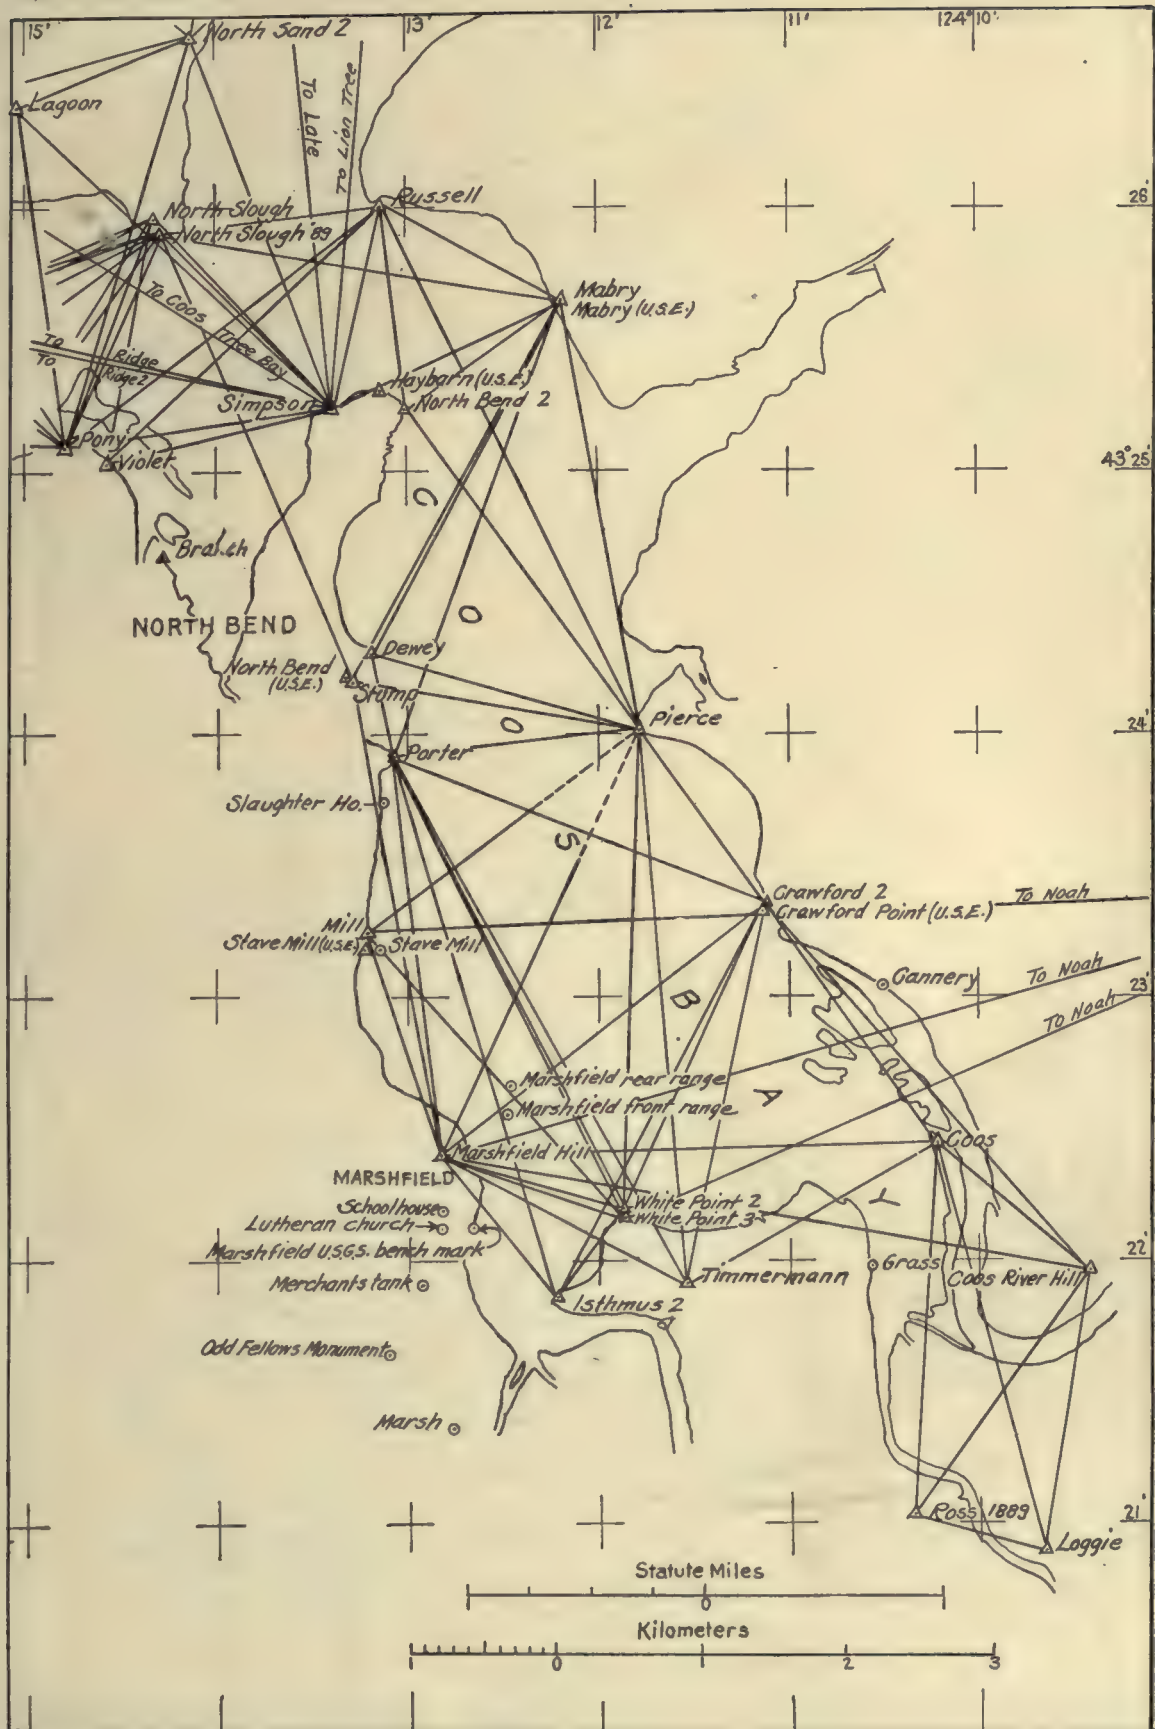 15'
13'
12'
11'
124° 10'
North Sand 2
Lagoon
To Late
To Lion Tree
Russell
26'
North Slough
North Slough '89
Mabry
Mabry (U.S.E.)
To Coos Tree Bay
To Ridge
To Ridge 2
Haybarn (U.S.E.)
Simpson
North Bend 2
Pony
Violet
43° 25'
NORTH BEND
Dewey
North Bend
(U.S.E.)
Stump
Pierce
24'
Porter
Slaughter Ho.
COOS BAY
Crawford 2
Crawford Point (U.S.E.)
To Noah
Mill
Stave Mill (U.S.E.)
Stave Mill
Cannery
To Noah
23'
To Noah
Marshfield rear range
Marshfield front range
Marshfield Hill
Coos
MARSHFIELD
Schoolhouse
Lutheran church
Marshfield U.S.G.S. bench mark
White Point 2
White Point 3
22'
Merchants tank
Timmermann
Grass
Coos River Hill
Isthmus 2
Odd Fellows Monument
Marsh
Ross 1889
21'
Loggie
Statute Miles
0
Kilometers
1
0
1
2
3